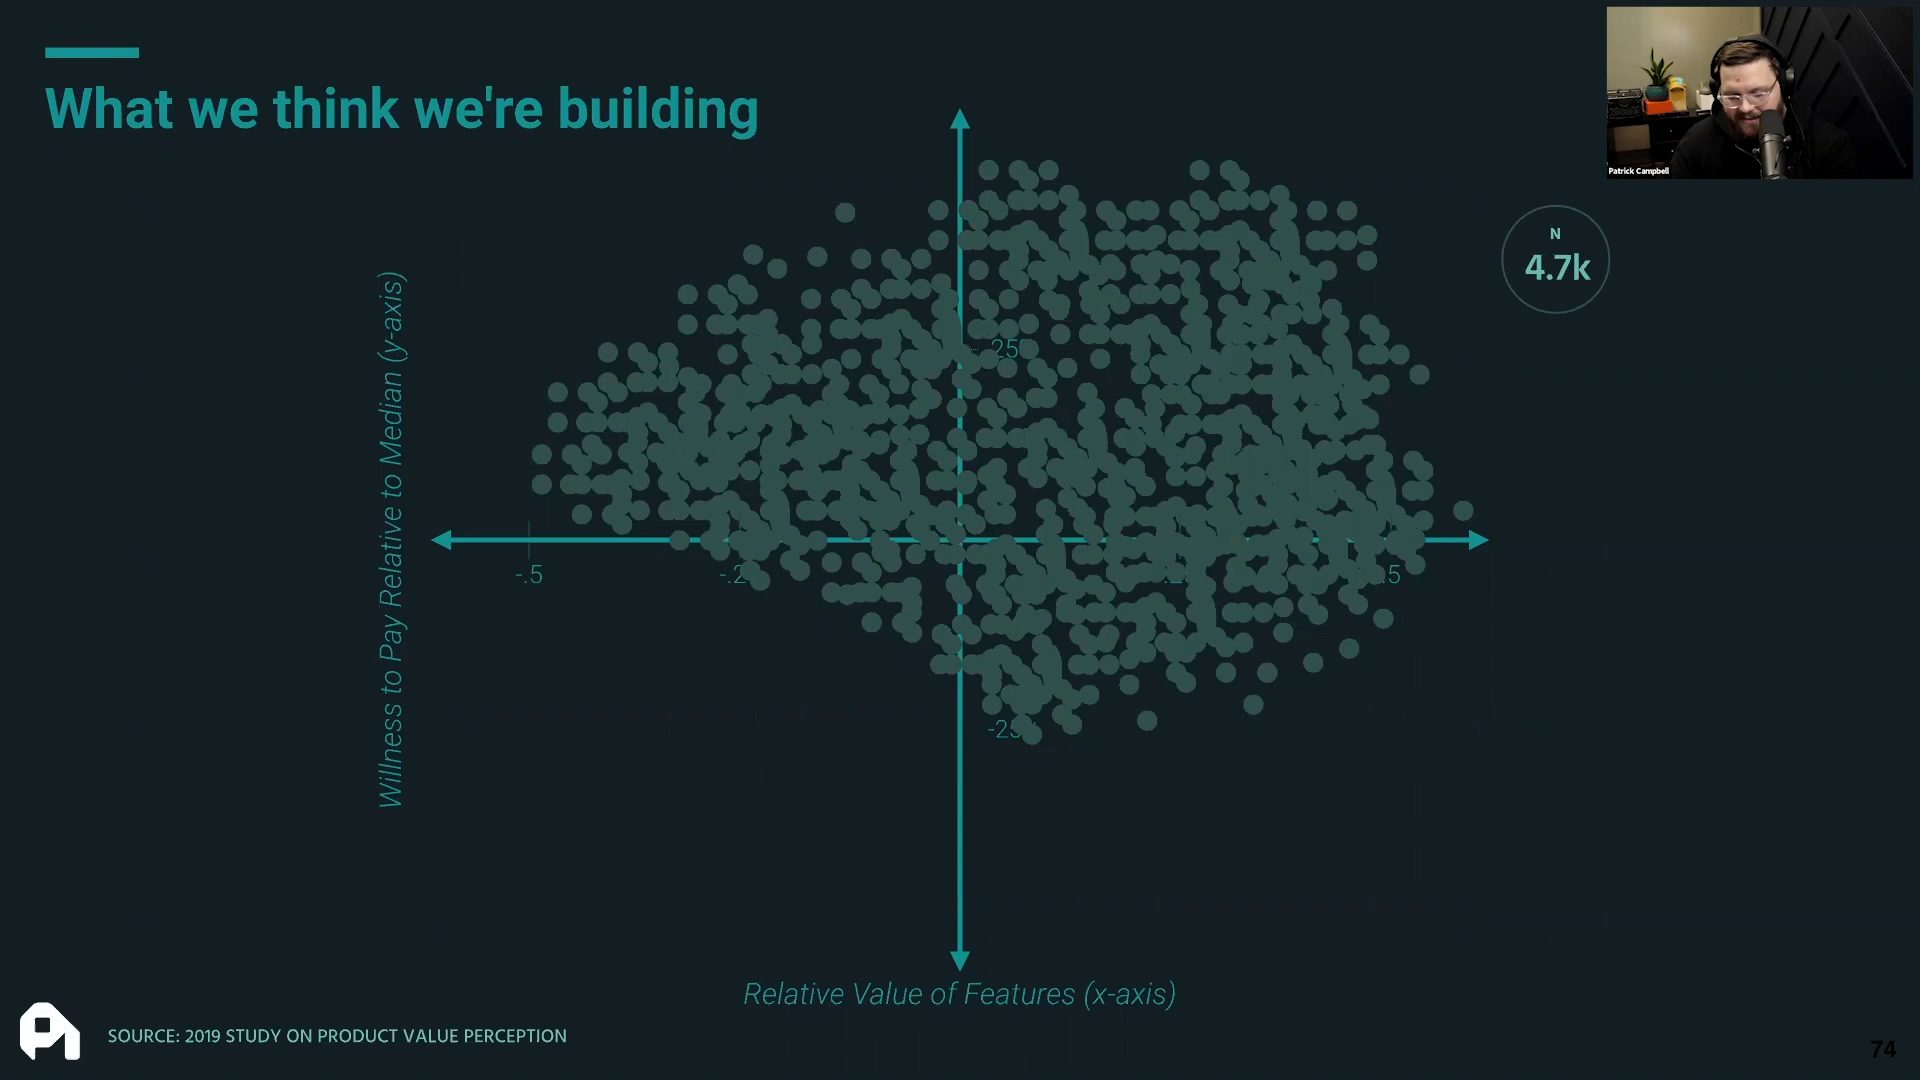 What we think we're building
Patrick Campbell
N
4.7k
Willness to Pay Relative to Median (y-axis)
25%
-.5
.5
Relative Value of Features (x-axis)
SOURCE: 2019 STUDY ON PRODUCT VALUE PERCEPTION
74